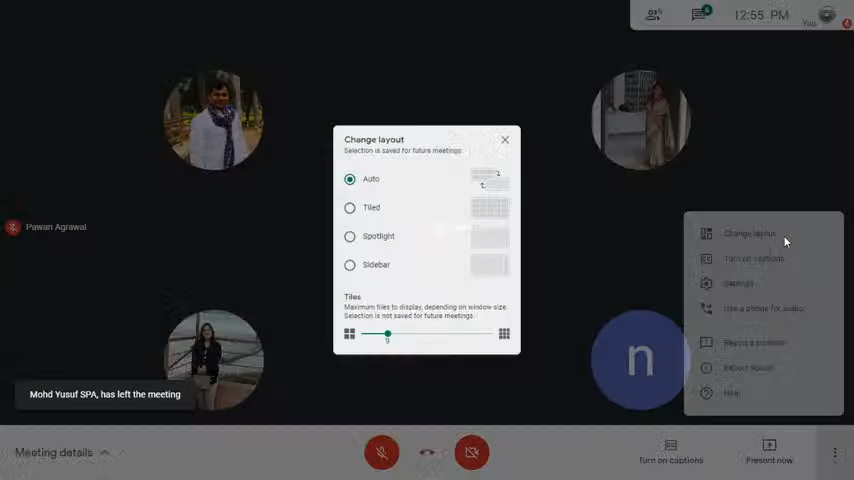 5
6
12:55 PM
You
Change layout
Selection is saved for future meetings.
Auto
Tiled
Spotlight
Sidebar
Tiles
Maximum tiles to display, depending on window size.
Selection is not saved for future meetings.
9
Pawan Agrawal
Change layout
Turn on captions
Settings
Use a phone for audio
Report a problem
Report abuse
Help
n
Mohd Yusuf SPA, has left the meeting
Meeting details
Turn on captions
Present now